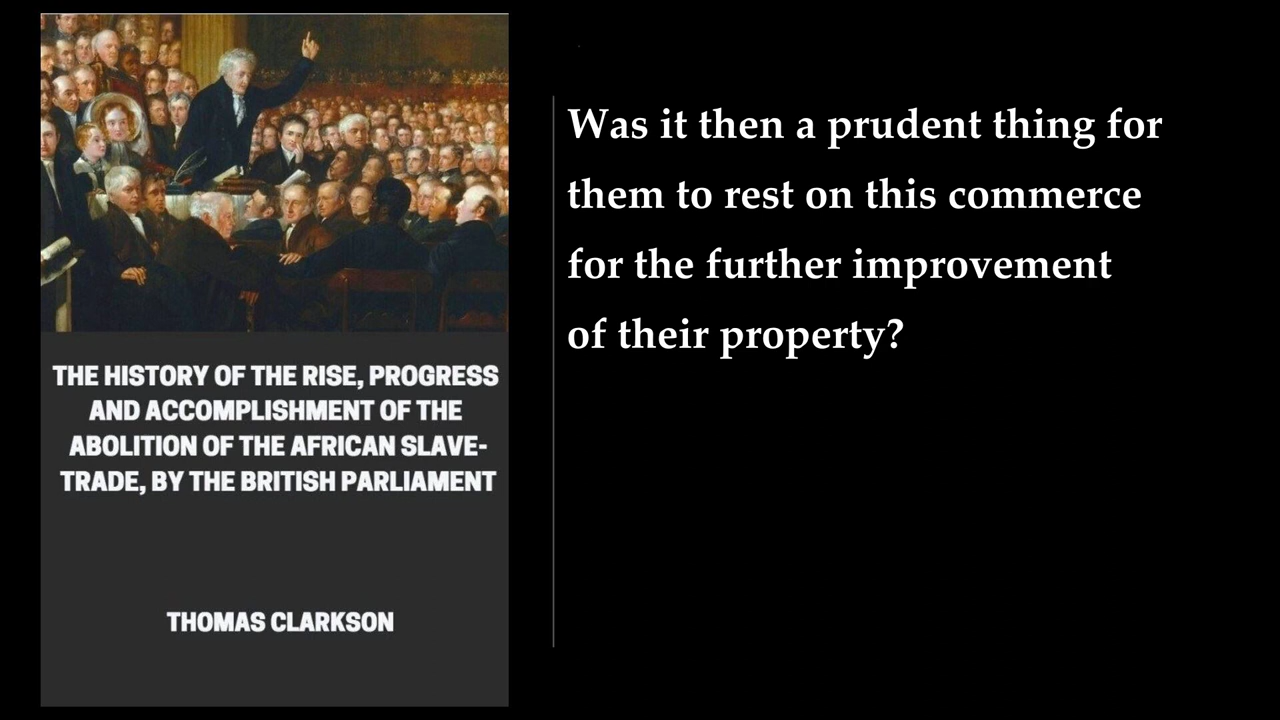 THE HISTORY OF THE RISE, PROGRESS
AND ACCOMPLISHMENT OF THE
ABOLITION OF THE AFRICAN SLAVE-
TRADE, BY THE BRITISH PARLIAMENT
THOMAS CLARKSON
Was it then a prudent thing for
them to rest on this commerce
for the further improvement
of their property?